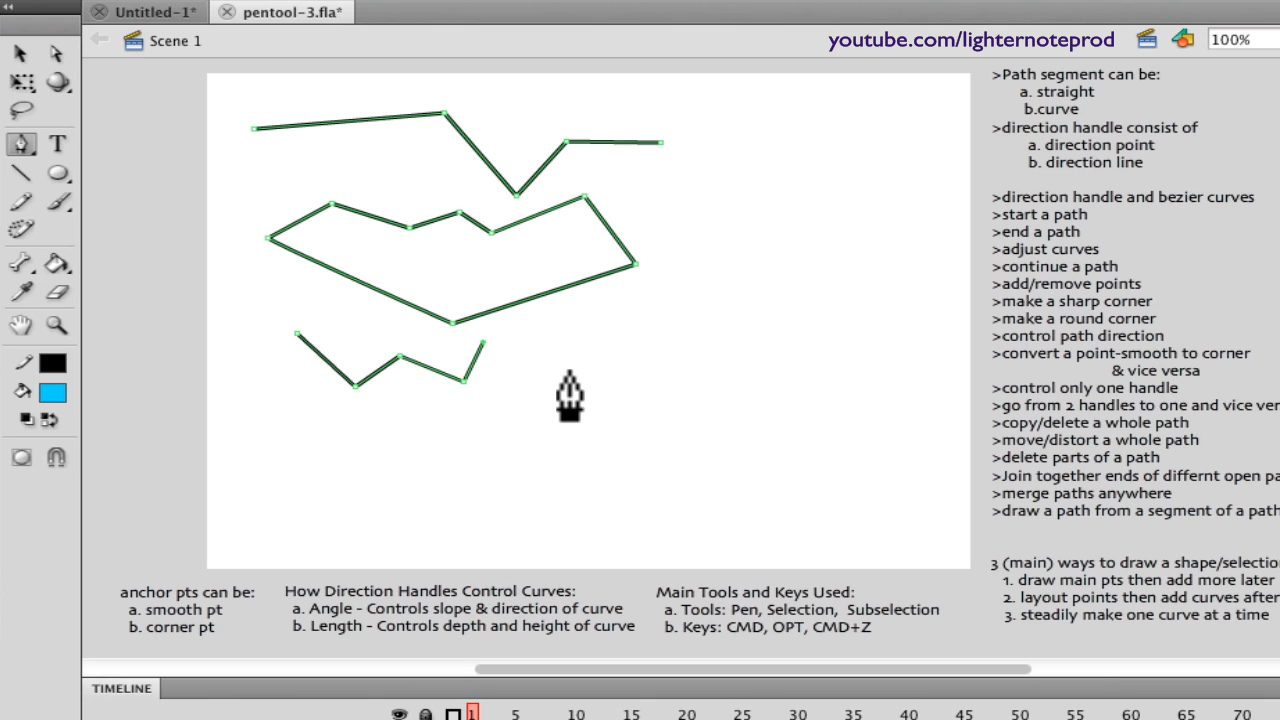 Untitled-1*
pentool-3.fla*
Scene 1
youtube.com/lighternoteprod
100%
>Path segment can be:
a. straight
b.curve
>direction handle consist of
a. direction point
b. direction line
>direction handle and bezier curves
>start a path
>end a path
>adjust curves
>continue a path
>add/remove points
>make a sharp corner
>make a round corner
>control path direction
>convert a point-smooth to corner
& vice versa
>control only one handle
>go from 2 handles to one and vice ver
>copy/delete a whole path
>move/distort a whole path
>delete parts of a path
>Join together ends of differnt open pa
>merge paths anywhere
>draw a path from a segment of a path
3 (main) ways to draw a shape/selectio
1. draw main pts then add more later
2. layout points then add curves after
3. steadily make one curve at a time
anchor pts can be:
a. smooth pt
b. corner pt
How Direction Handles Control Curves:
a. Angle - Controls slope & direction of curve
b. Length - Controls depth and height of curve
Main Tools and Keys Used:
a. Tools: Pen, Selection, Subselection
b. Keys: CMD, OPT, CMD+Z
TIMELINE
1 5 10 15 20 25 30 35 40 45 50 55 60 65 70